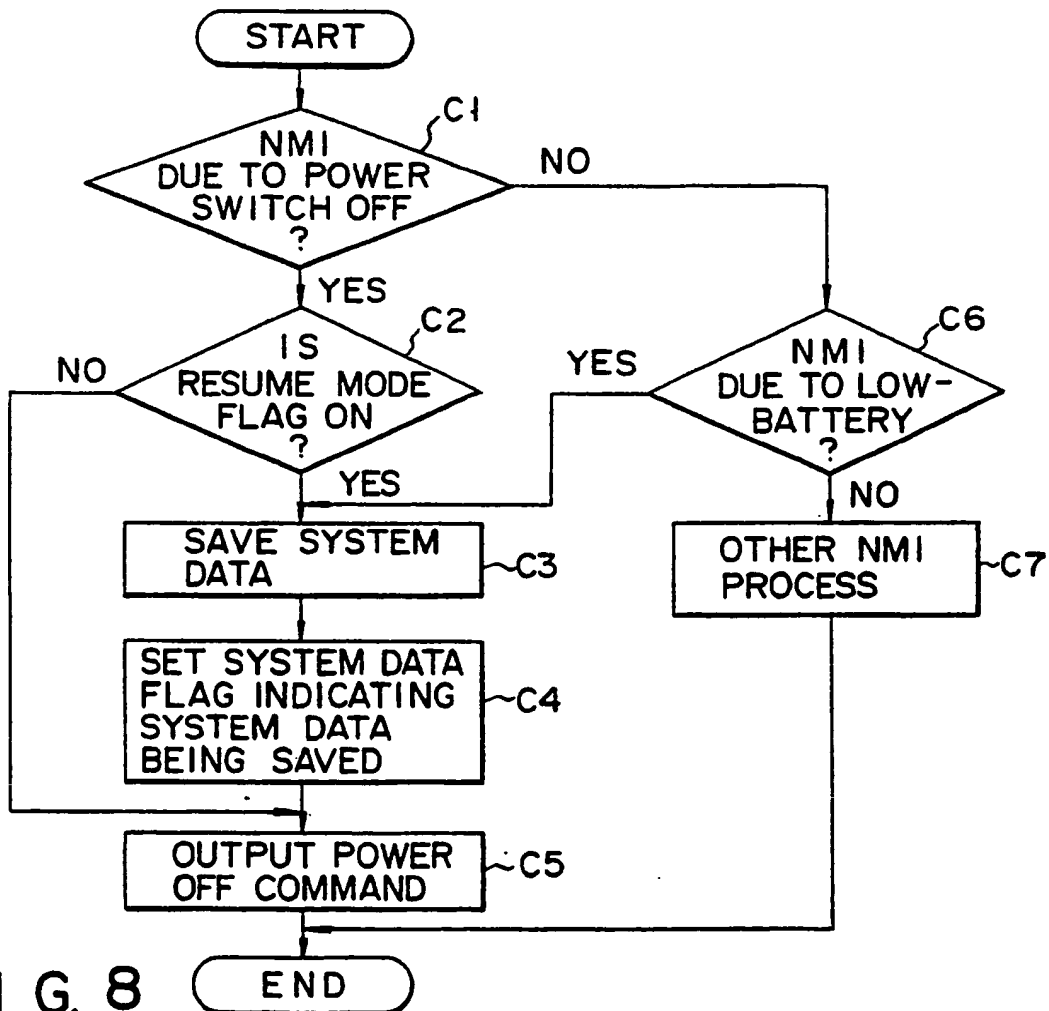 START
C1
NMI
DUE TO POWER
SWITCH OFF
?
NO
YES
C2
IS
RESUME MODE
FLAG ON
?
NO
YES
C6
NMI
DUE TO LOW-
BATTERY
?
YES
NO
SAVE SYSTEM
DATA
C3
OTHER NMI
PROCESS
C7
SET SYSTEM DATA
FLAG INDICATING
SYSTEM DATA
BEING SAVED
C4
OUTPUT POWER
OFF COMMAND
C5
END
I G. 8